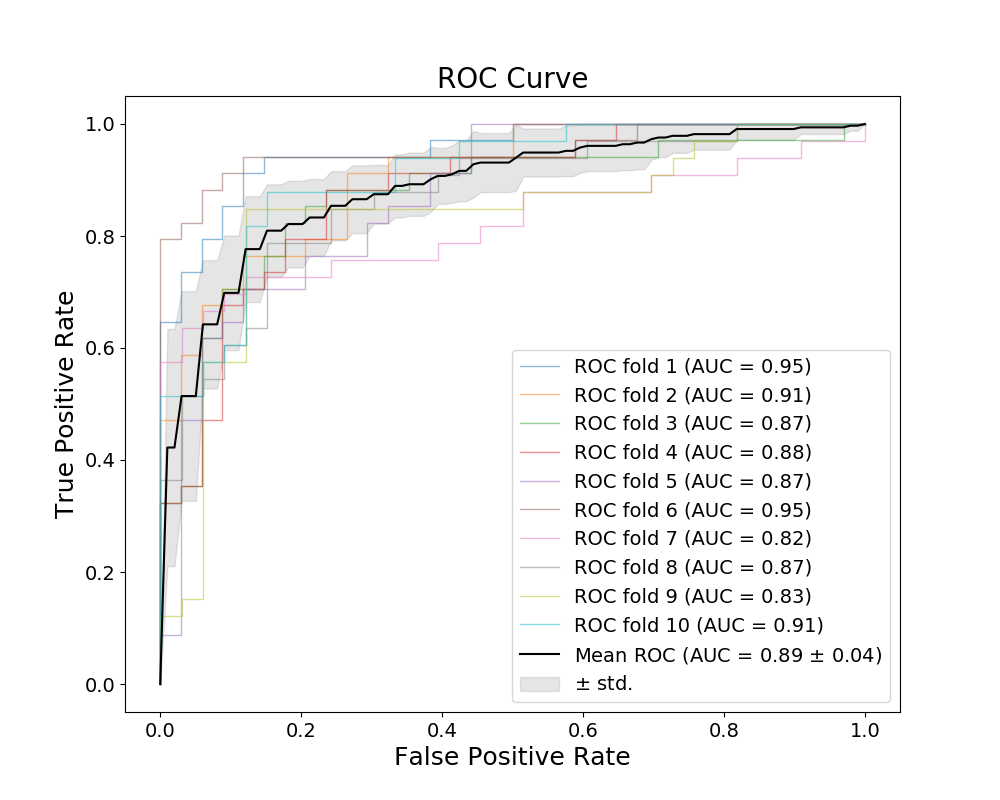 ROC Curve
1.0
0.8
0.6
0.4
0.2
0.0
True Positive Rate
ROC fold 1 (AUC = 0.95)
ROC fold 2 (AUC = 0.91)
ROC fold 3 (AUC = 0.87)
ROC fold 4 (AUC = 0.88)
ROC fold 5 (AUC = 0.87)
ROC fold 6 (AUC = 0.95)
ROC fold 7 (AUC = 0.82)
ROC fold 8 (AUC = 0.87)
ROC fold 9 (AUC = 0.83)
ROC fold 10 (AUC = 0.91)
Mean ROC (AUC = 0.89 ± 0.04)
± std.
0.0 0.2 0.4 0.6 0.8 1.0
False Positive Rate